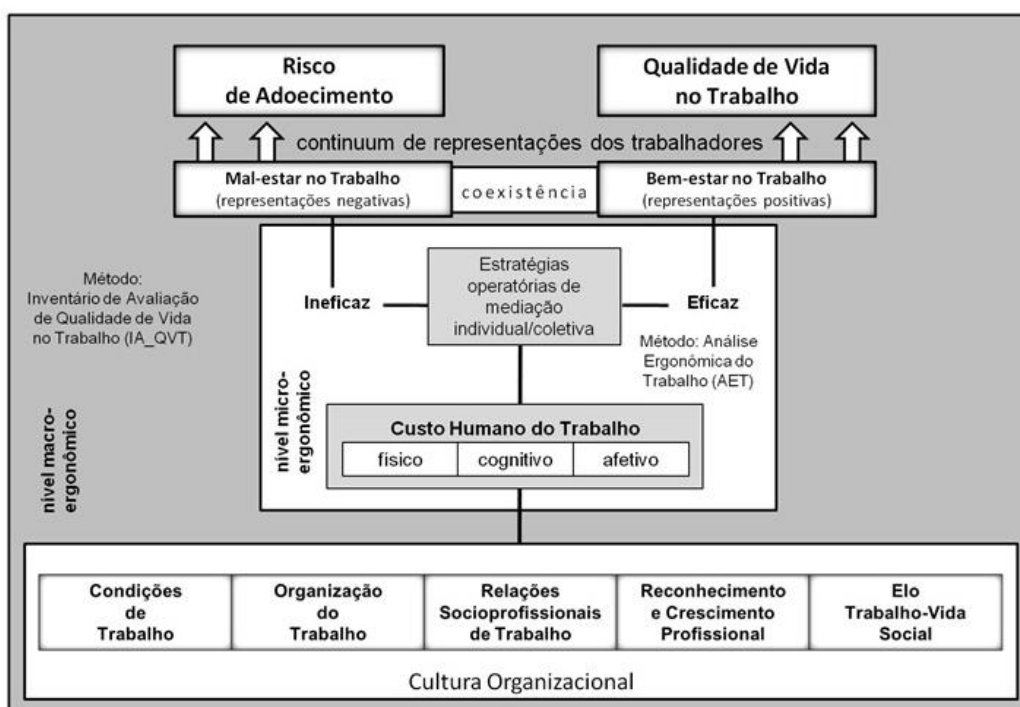 Risco
de Adoecimento
Qualidade de Vida
no Trabalho
continuum de representações dos trabalhadores
Mal-estar no Trabalho
(representações negativas)
coexistência
Bem-estar no Trabalho
(representações positivas)
Método:
Inventário de Avaliação
de Qualidade de Vida
no Trabalho (IA_QVT)
Ineficaz
Estratégias
operatórias de
mediação
individual/coletiva
Eficaz
Método: Análise
Ergonômica do
Trabalho (AET)
nível macro-
ergonômico
nível micro-
ergonômico
Custo Humano do Trabalho
físico
cognitivo
afetivo
Condições
de
Trabalho
Organização
do
Trabalho
Relações
Socioprofissionais
de Trabalho
Reconhecimento
e Crescimento
Profissional
Elo
Trabalho-Vida
Social
Cultura Organizacional